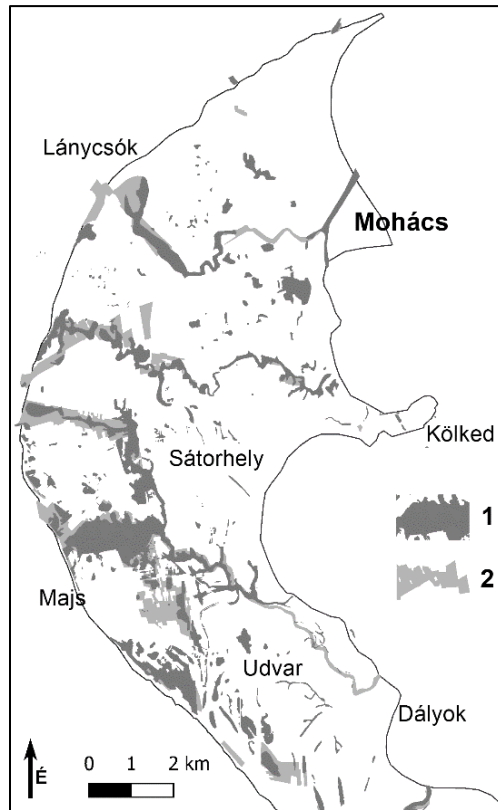 Lánycsók
Mohács
Kölked
Sátorhely
1
2
Majs
Udvar
Dályok
É
0 1 2 km